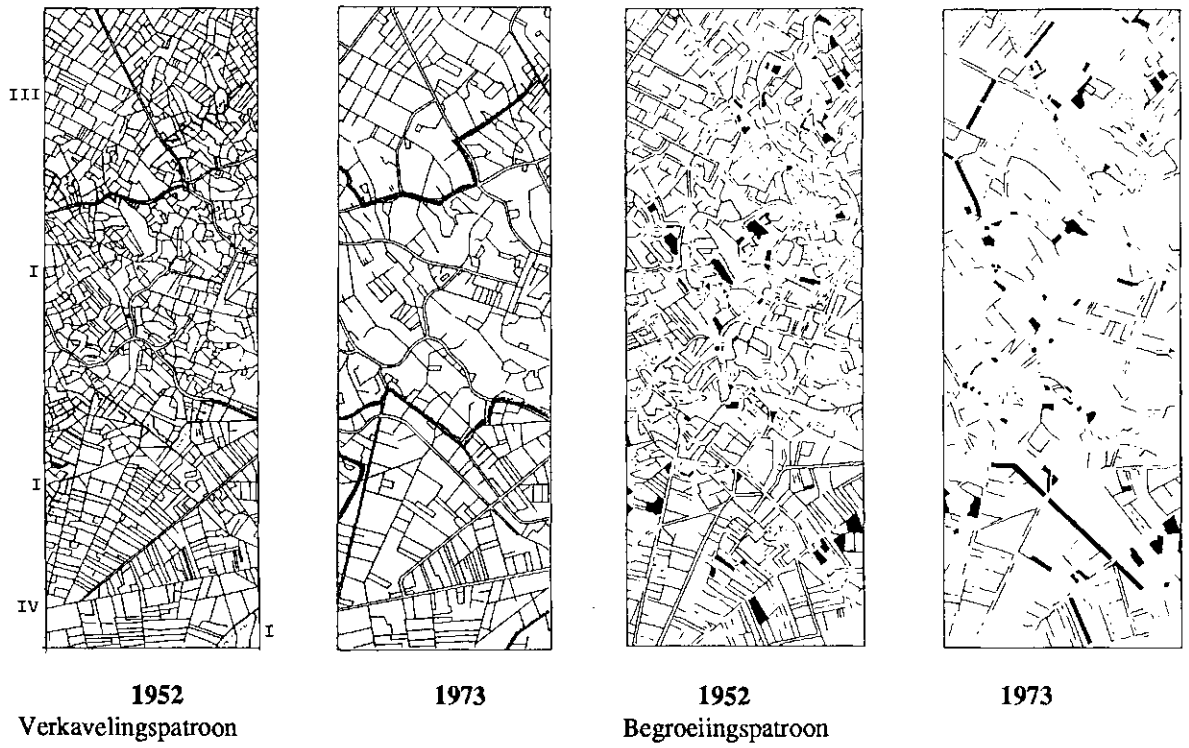 III
I
I
IV
I
1952
1973
1952
1973
Verkavelingspatroon
Begroeiingspatroon